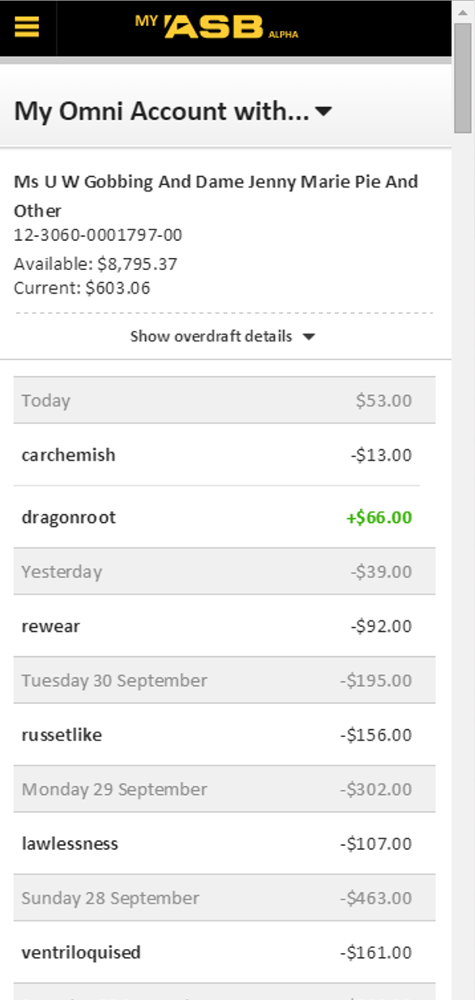 MY ASB ALPHA
My Omni Account with...
Ms U W Gobbing And Dame Jenny Marie Pie And
Other
12-3060-0001797-00
Available: $8,795.37
Current: $603.06
Show overdraft details
Today $53.00
carchemish -$13.00
dragonroot +$66.00
Yesterday -$39.00
rewear -$92.00
Tuesday 30 September -$195.00
russetlike -$156.00
Monday 29 September -$302.00
lawlessness -$107.00
Sunday 28 September -$463.00
ventriloquised -$161.00